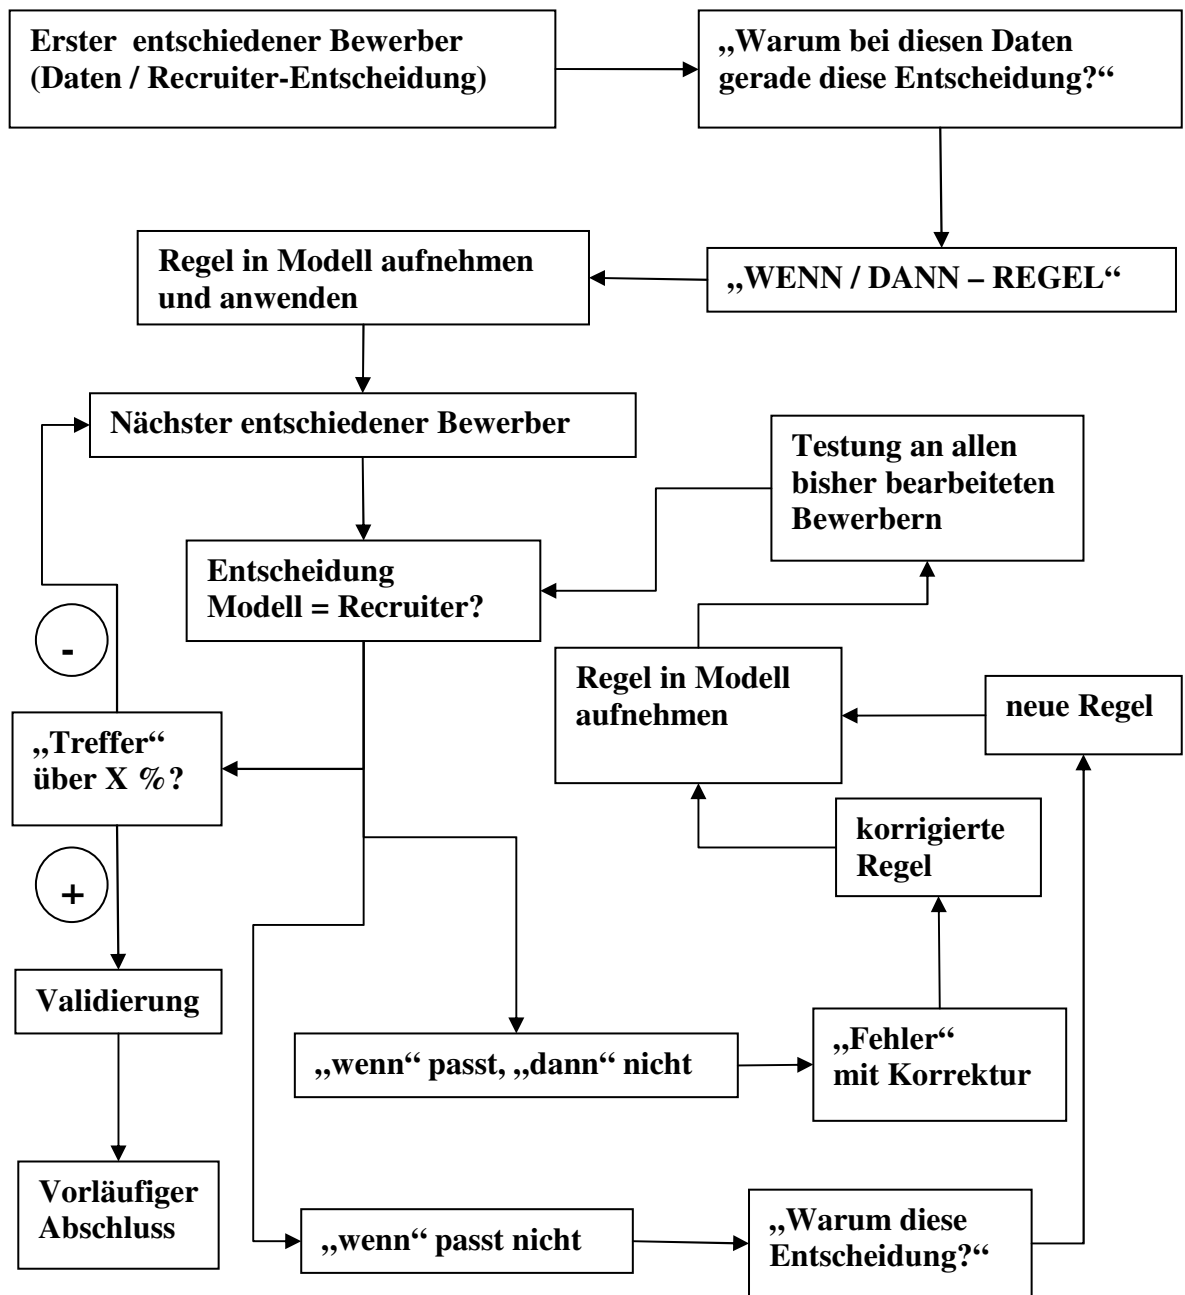 Erster  entschiedener Bewerber
(Daten / Recruiter-Entscheidung)
„Warum bei diesen Daten
gerade diese Entscheidung?“
„WENN / DANN – REGEL“
Regel in Modell aufnehmen
und anwenden
Nächster entschiedener Bewerber
Testung an allen
bisher bearbeiteten
Bewerbern
Entscheidung
Modell = Recruiter?
-
Regel in Modell
aufnehmen
neue Regel
„Treffer“
über X %?
korrigierte
Regel
+
Validierung
„wenn“ passt, „dann“ nicht
„Fehler“
mit Korrektur
Vorläufiger
Abschluss
„wenn“ passt nicht
„Warum diese
Entscheidung?“